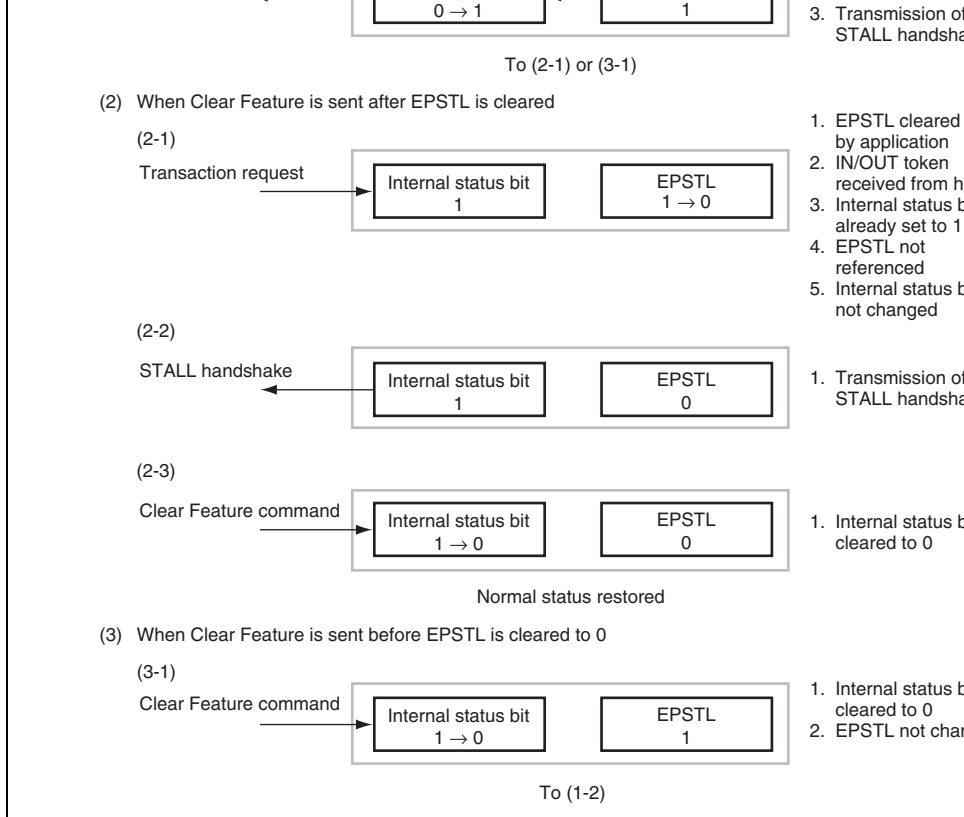 0 → 1
1
3. Transmission of
STALL
To (2-1) or (3-1)
(2) When Clear Feature is sent after EPSTL is cleared
(2-1)
Transaction request
Internal status bit
1
EPSTL
1 → 0
1. EPSTL cleared
by application
2. IN/OUT token
received from
3. Internal status
already set to 1
4. EPSTL not
referenced
5. Internal status
not changed
(2-2)
STALL handshake
Internal status bit
1
EPSTL
0
1. Transmission of
STALL
(2-3)
Clear Feature command
Internal status bit
1 → 0
EPSTL
0
1. Internal status
cleared to 0
Normal status restored
(3) When Clear Feature is sent before EPSTL is cleared to 0
(3-1)
Clear Feature command
Internal status bit
1 → 0
EPSTL
1
1. Internal status
cleared to 0
2. EPSTL not
To (1-2)